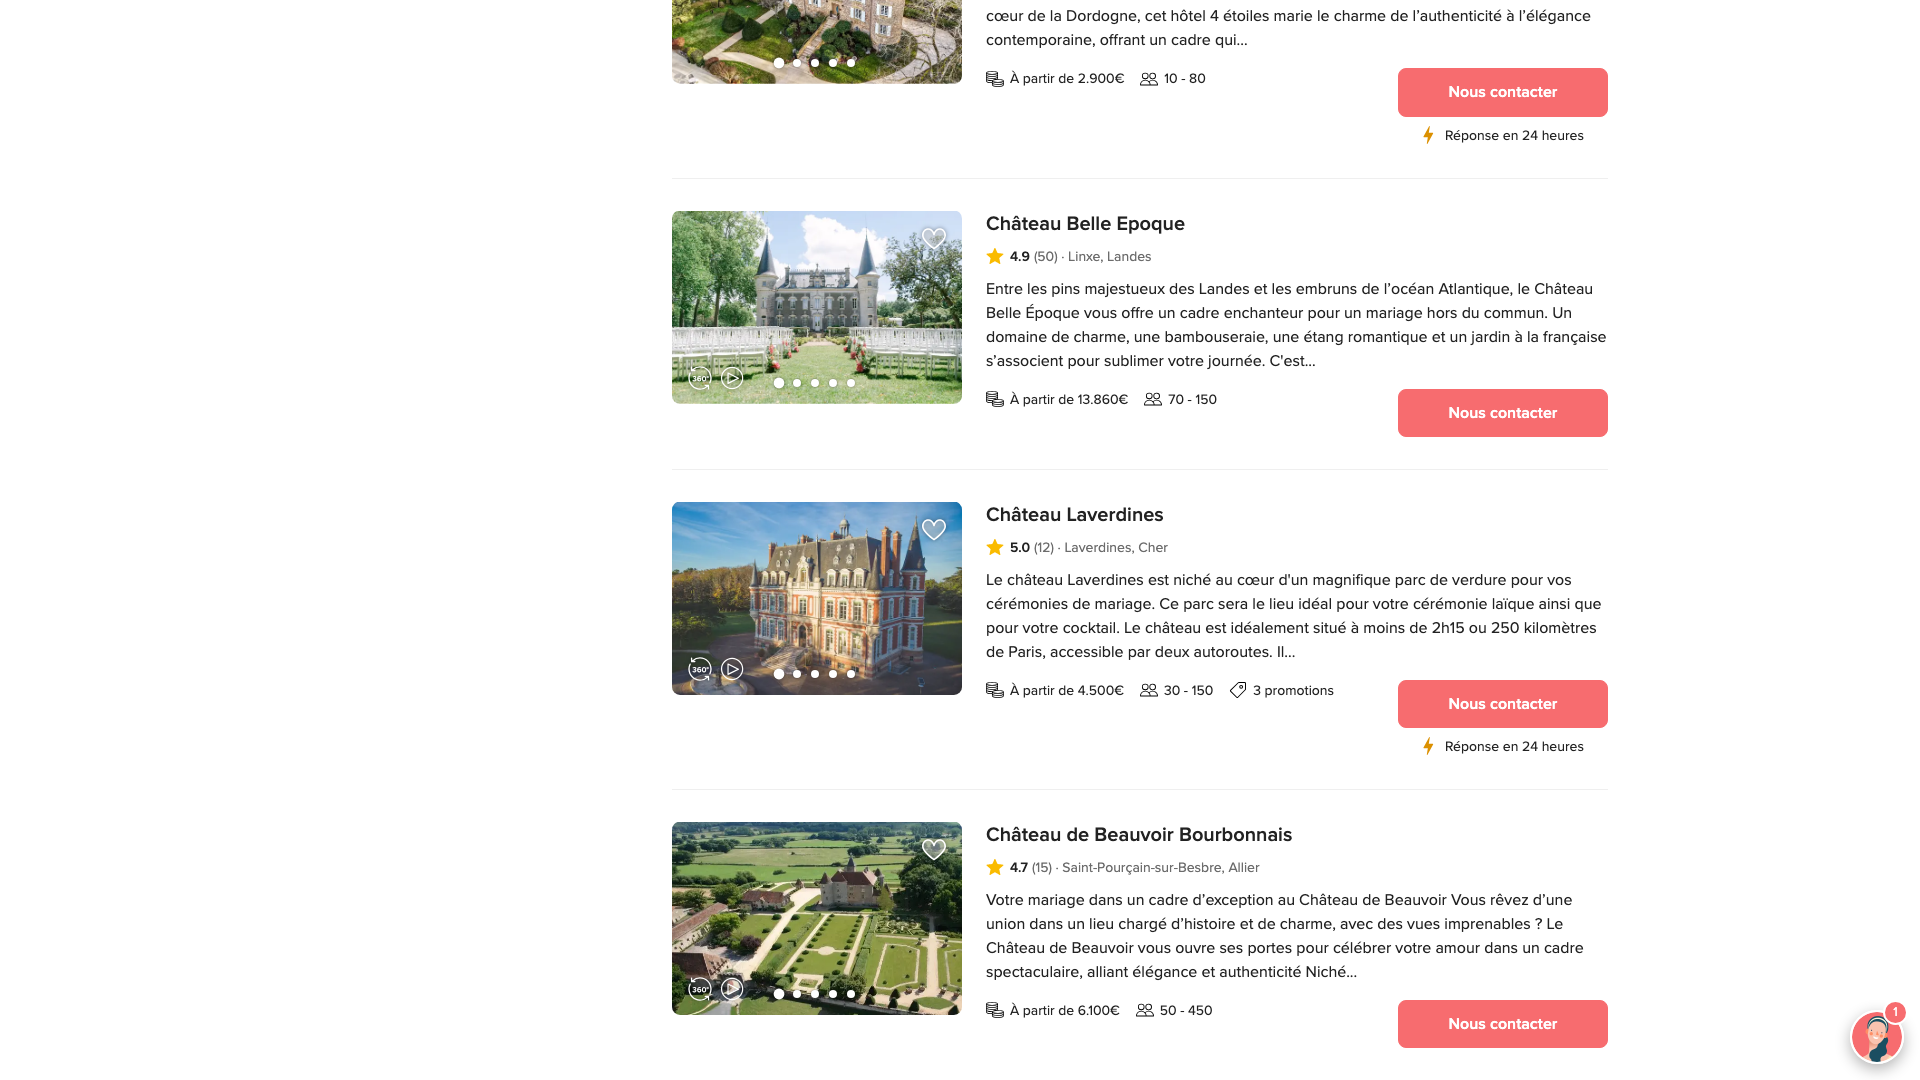 cœur de la Dordogne, cet hôtel 4 étoiles marie le charme de l’authenticité à l’élégance
contemporaine, offrant un cadre qui...
À partir de 2.900€ 10 - 80
Nous contacter
Réponse en 24 heures
Château Belle Epoque
4.9 (50) · Linxe, Landes
Entre les pins majestueux des Landes et les embruns de l’océan Atlantique, le Château
Belle Époque vous offre un cadre enchanteur pour un mariage hors du commun. Un
domaine de charme, une bambouseraie, une étang romantique et un jardin à la française
s’associent pour sublimer votre journée. C'est...
360°
À partir de 13.860€ 70 - 150
Nous contacter
Château Laverdines
5.0 (12) · Laverdines, Cher
Le château Laverdines est niché au cœur d'un magnifique parc de verdure pour vos
cérémonies de mariage. Ce parc sera le lieu idéal pour votre cérémonie laïque ainsi que
pour votre cocktail. Le château est idéalement situé à moins de 2h15 ou 250 kilomètres
de Paris, accessible par deux autoroutes. Il...
360°
À partir de 4.500€ 30 - 150 3 promotions
Nous contacter
Réponse en 24 heures
Château de Beauvoir Bourbonnais
4.7 (15) · Saint-Pourçain-sur-Besbre, Allier
Votre mariage dans un cadre d’exception au Château de Beauvoir Vous rêvez d’une
union dans un lieu chargé d’histoire et de charme, avec des vues imprenables ? Le
Château de Beauvoir vous ouvre ses portes pour célébrer votre amour dans un cadre
spectaculaire, alliant élégance et authenticité Niché...
360°
À partir de 6.100€ 50 - 450
Nous contacter
1